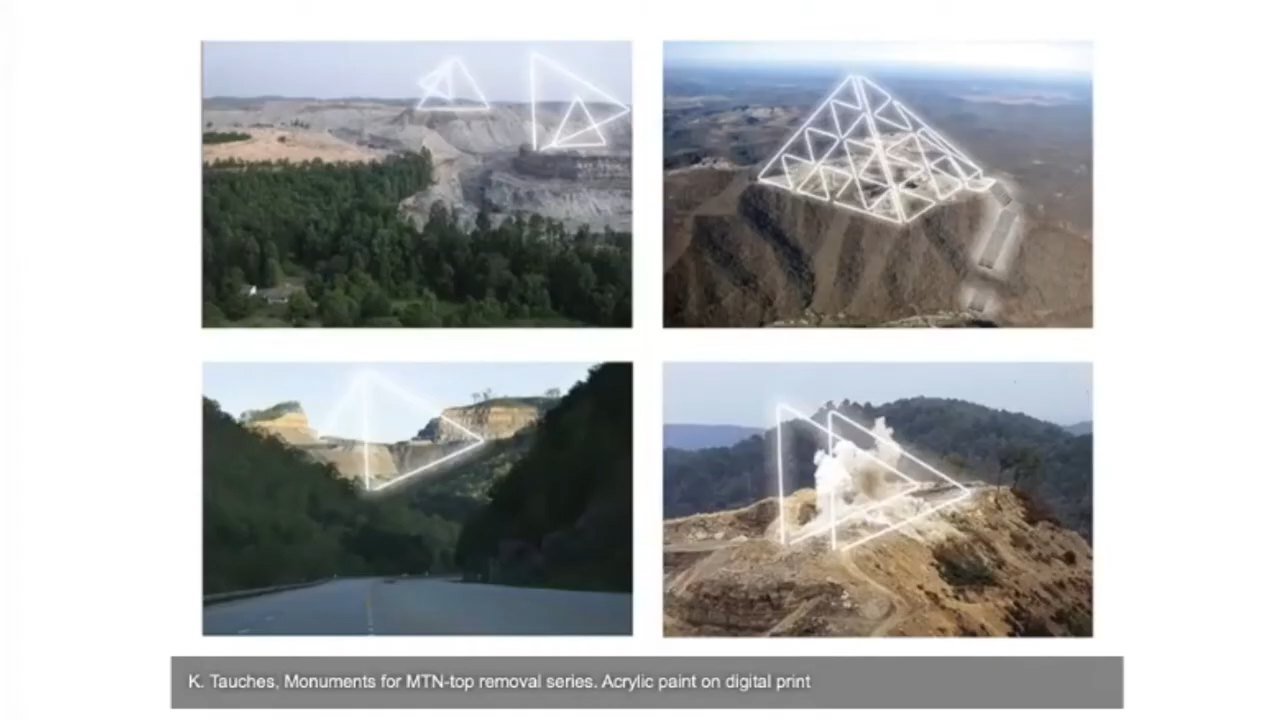 K. Tauches, Monuments for MTN-top removal series. Acrylic paint on digital print